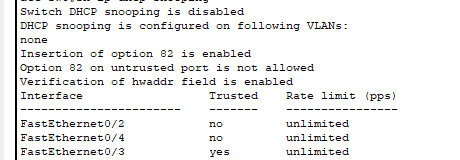 Switch DHCP snooping is disabled
DHCP snooping is configured on following VLANs:
none
Insertion of option 82 is enabled
Option 82 on untrusted port is not allowed
Verification of hwaddr field is enabled
Interface Trusted Rate limit (pps)
----------------------- ------- ----------------
FastEthernet0/2 no unlimited
FastEthernet0/4 no unlimited
FastEthernet0/3 yes unlimited